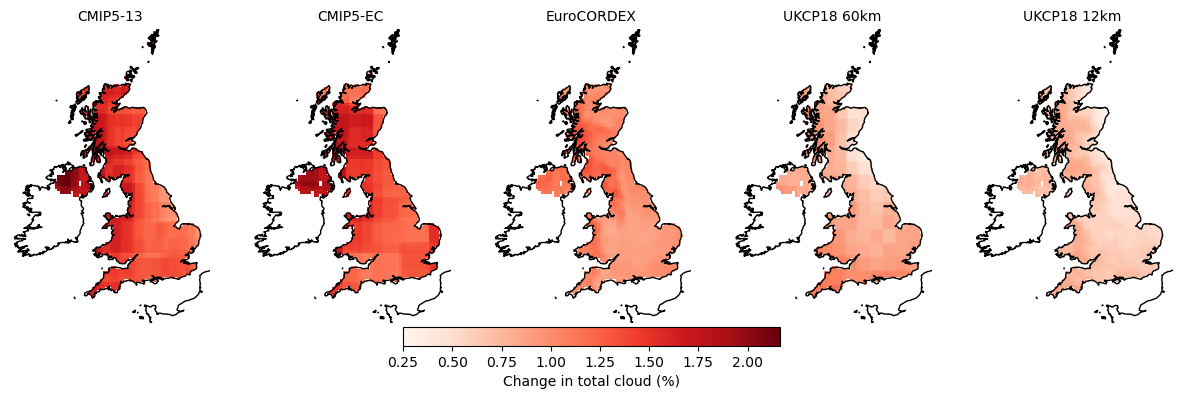 CMIP5-13 CMIP5-EC EuroCORDEX UKCP18 60km UKCP18 12km
0.25 0.50 0.75 1.00 1.25 1.50 1.75 2.00
Change in total cloud (%)